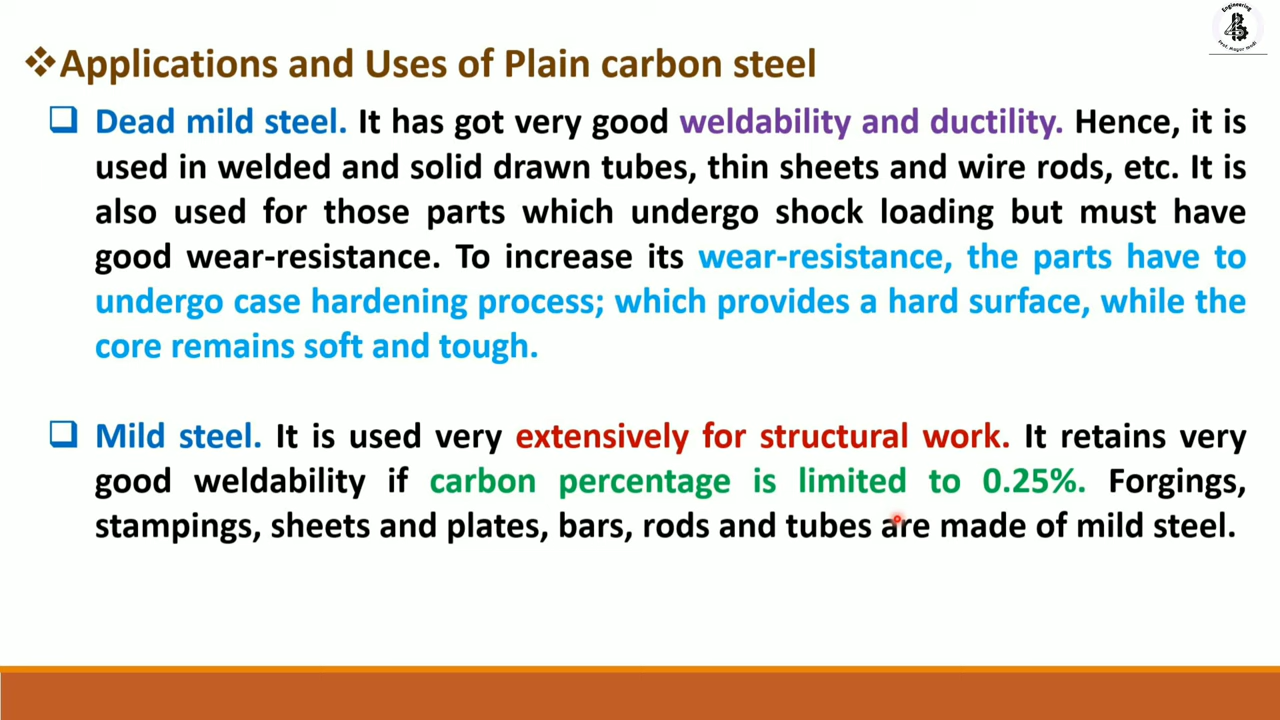 Engineering
Applications and Uses of Plain carbon steel
Dead mild steel. It has got very good weldability and ductility. Hence, it is
used in welded and solid drawn tubes, thin sheets and wire rods, etc. It is
also used for those parts which undergo shock loading but must have
good wear-resistance. To increase its wear-resistance, the parts have to
undergo case hardening process; which provides a hard surface, while the
core remains soft and tough.
Mild steel. It is used very extensively for structural work. It retains very
good weldability if carbon percentage is limited to 0.25%. Forgings,
stampings, sheets and plates, bars, rods and tubes are made of mild steel.